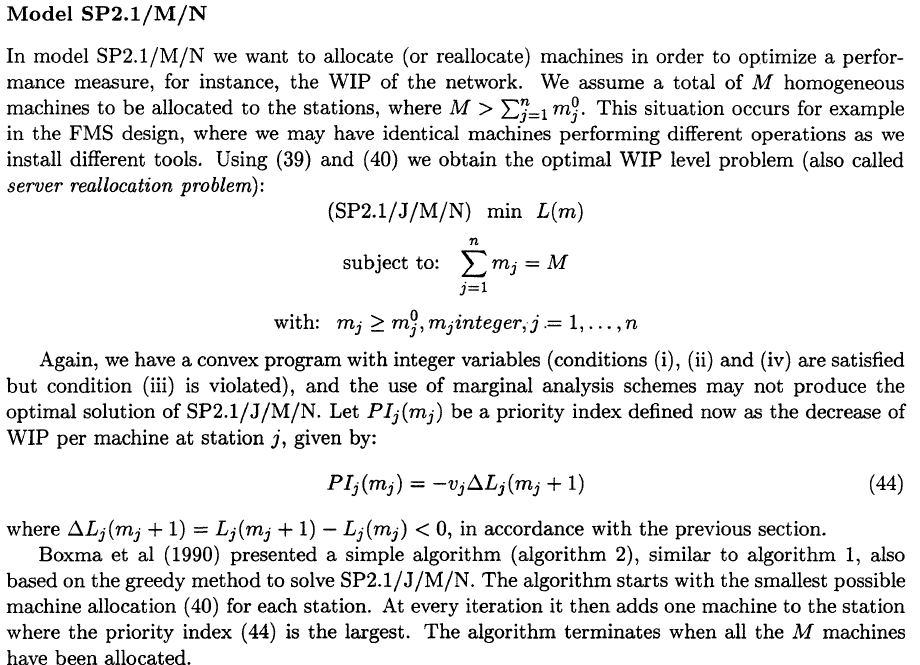 Model SP2.1/M/N
In model SP2.1/M/N we want to allocate (or reallocate) machines in order to optimize a perfor-
mance measure, for instance, the WIP of the network. We assume a total of M homogeneous
machines to be allocated to the stations, where M > ∑_{j=1}^{n} m_j^0. This situation occurs for example
in the FMS design, where we may have identical machines performing different operations as we
install different tools. Using (39) and (40) we obtain the optimal WIP level problem (also called
server reallocation problem):
(SP2.1/J/M/N) min L(m)
subject to: ∑_{j=1}^{n} m_j = M
with: m_j ≥ m_j^0, m_j integer, j = 1, . . . , n
Again, we have a convex program with integer variables (conditions (i), (ii) and (iv) are satisfied
but condition (iii) is violated), and the use of marginal analysis schemes may not produce the
optimal solution of SP2.1/J/M/N. Let PI_j(m_j) be a priority index defined now as the decrease of
WIP per machine at station j, given by:
PI_j(m_j) = −v_jΔL_j(m_j + 1) (44)
where ΔL_j(m_j + 1) = L_j(m_j + 1) − L_j(m_j) < 0, in accordance with the previous section.
Boxma et al (1990) presented a simple algorithm (algorithm 2), similar to algorithm 1, also
based on the greedy method to solve SP2.1/J/M/N. The algorithm starts with the smallest possible
machine allocation (40) for each station. At every iteration it then adds one machine to the station
where the priority index (44) is the largest. The algorithm terminates when all the M machines
have been allocated.